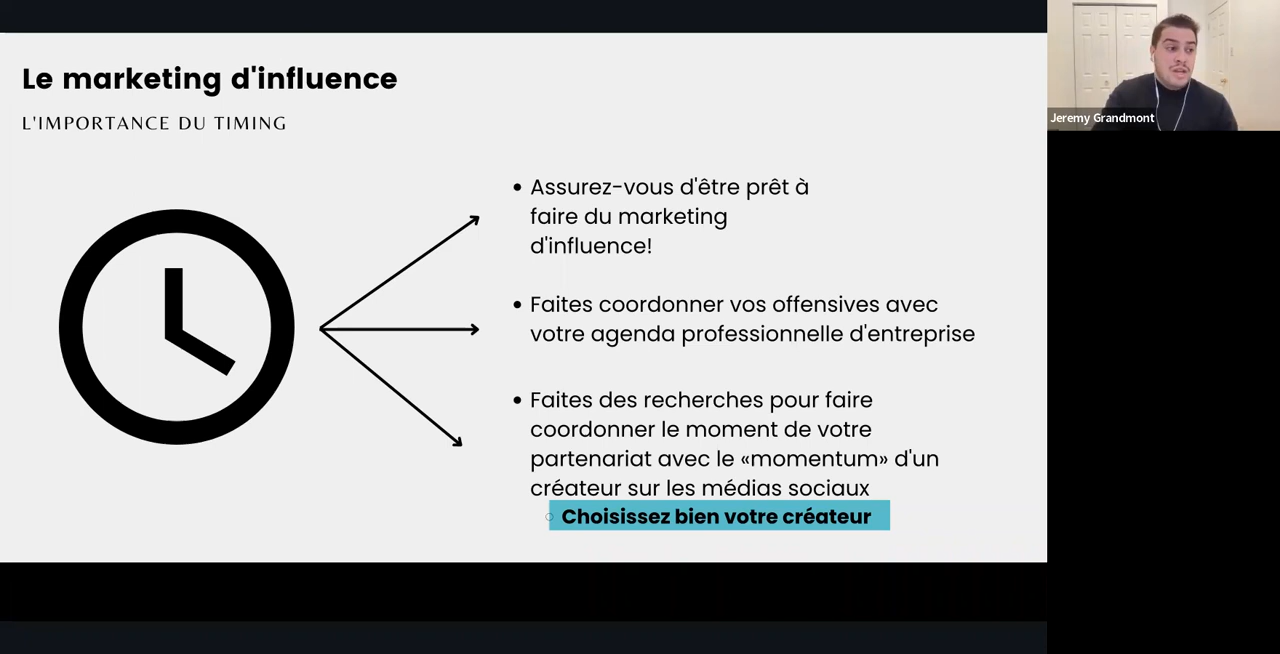 Le marketing d'influence
L'IMPORTANCE DU TIMING
• Assurez-vous d'être prêt à
faire du marketing
d'influence!
• Faites coordonner vos offensives avec
votre agenda professionnelle d'entreprise
• Faites des recherches pour faire
coordonner le moment de votre
partenariat avec le «momentum» d'un
créateur sur les médias sociaux
○ Choisissez bien votre créateur
Jeremy Grandmont